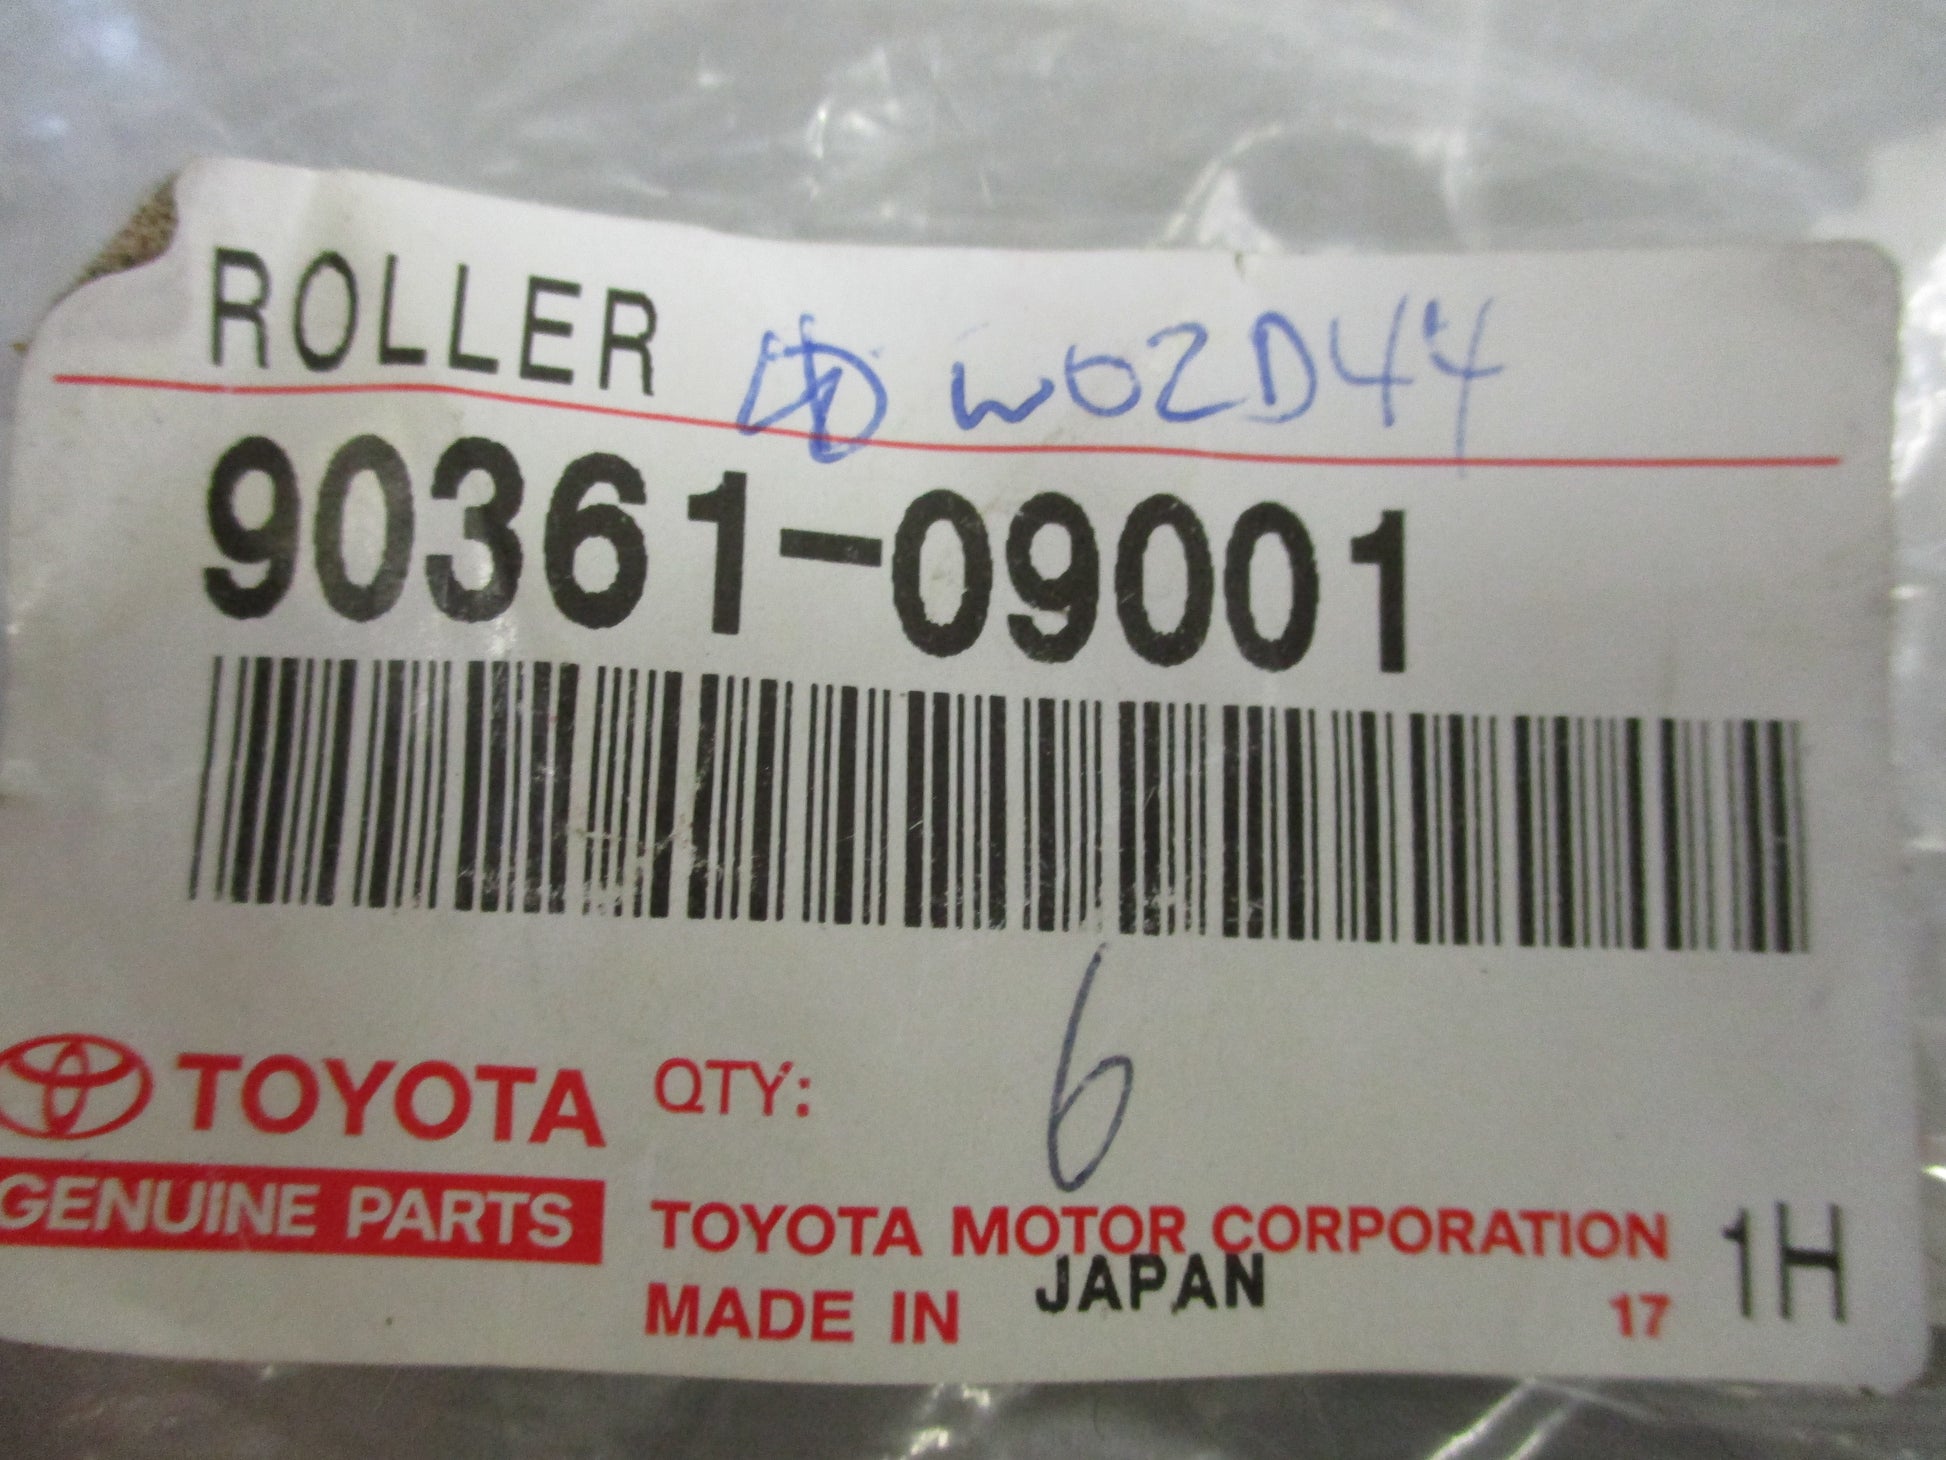 ROLLER W02D44
90361-09001
6
TOYOTA QTY:
GENUINE PARTS
TOYOTA MOTOR CORPORATION 1H
MADE IN JAPAN 17